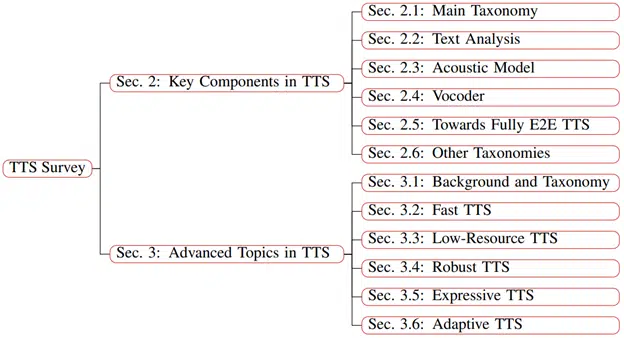 TTS Survey
Sec. 2: Key Components in TTS
Sec. 2.1: Main Taxonomy
Sec. 2.2: Text Analysis
Sec. 2.3: Acoustic Model
Sec. 2.4: Vocoder
Sec. 2.5: Towards Fully E2E TTS
Sec. 2.6: Other Taxonomies
Sec. 3: Advanced Topics in TTS
Sec. 3.1: Background and Taxonomy
Sec. 3.2: Fast TTS
Sec. 3.3: Low-Resource TTS
Sec. 3.4: Robust TTS
Sec. 3.5: Expressive TTS
Sec. 3.6: Adaptive TTS